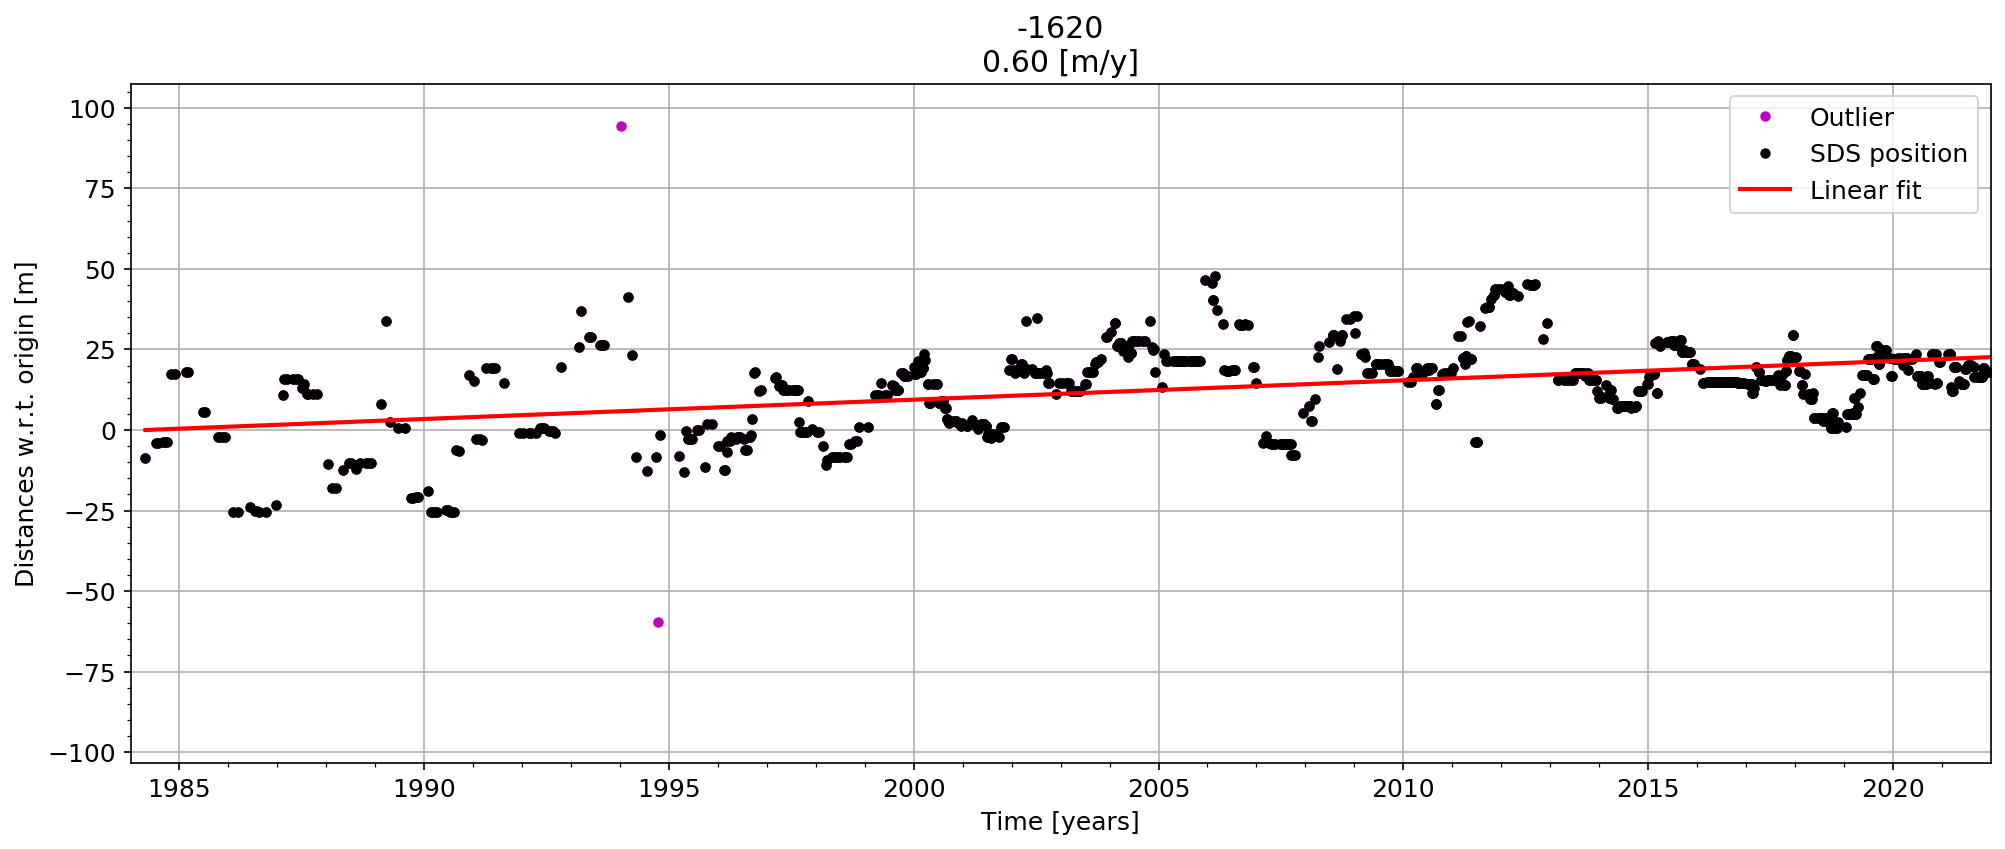 -1620
0.60 [m/y]
Outlier
SDS position
Linear fit
Distances w.r.t. origin [m]
100
75
50
25
0
−25
−50
−75
−100
1985 1990 1995 2000 2005 2010 2015 2020
Time [years]